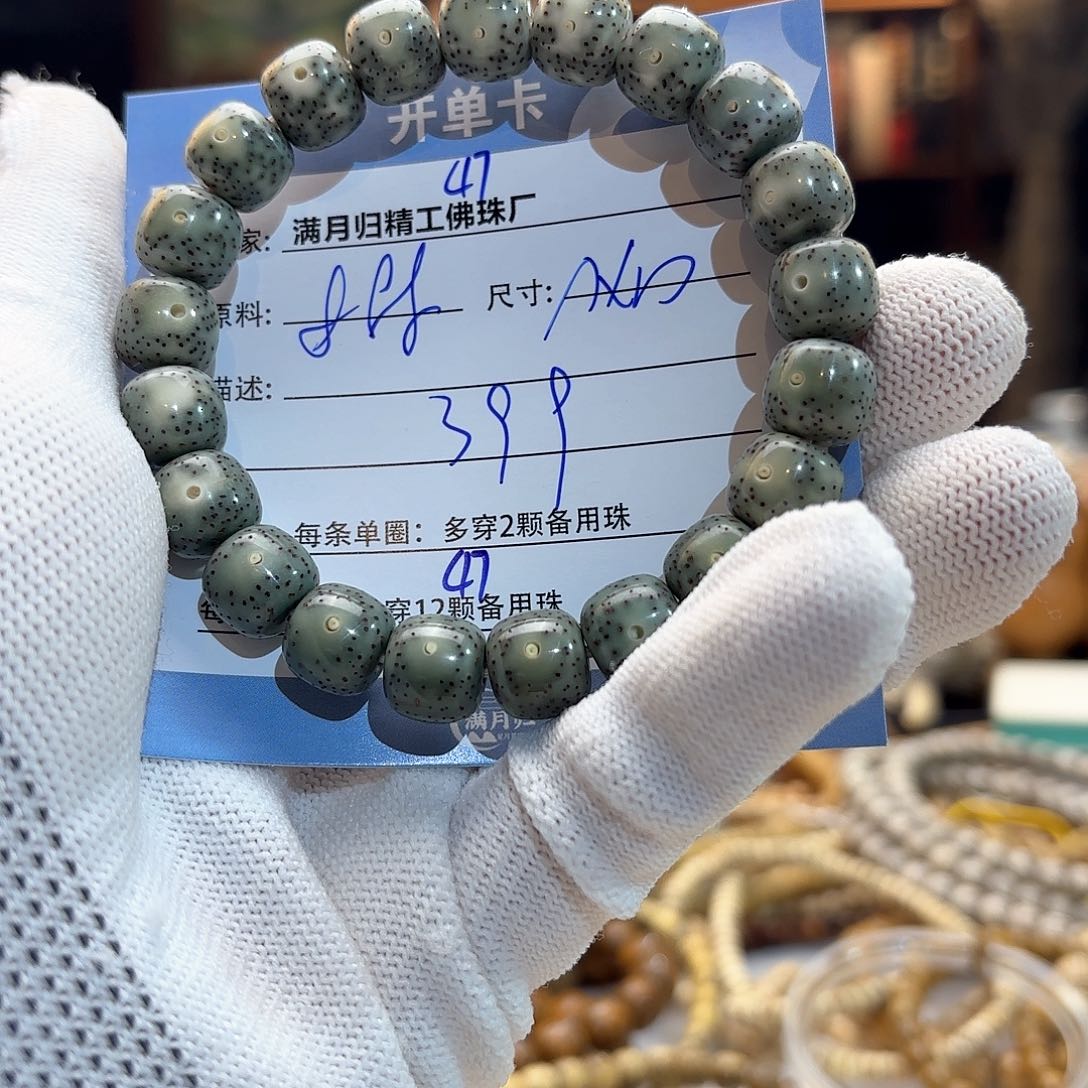 开单卡
47
家: 满月归精工佛珠厂
原料: 尺寸:
描述:
399
每条单圈：多穿2颗备用珠
47
每 穿12颗备用珠
满月归